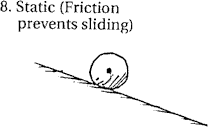 8. Static (Friction
prevents sliding)